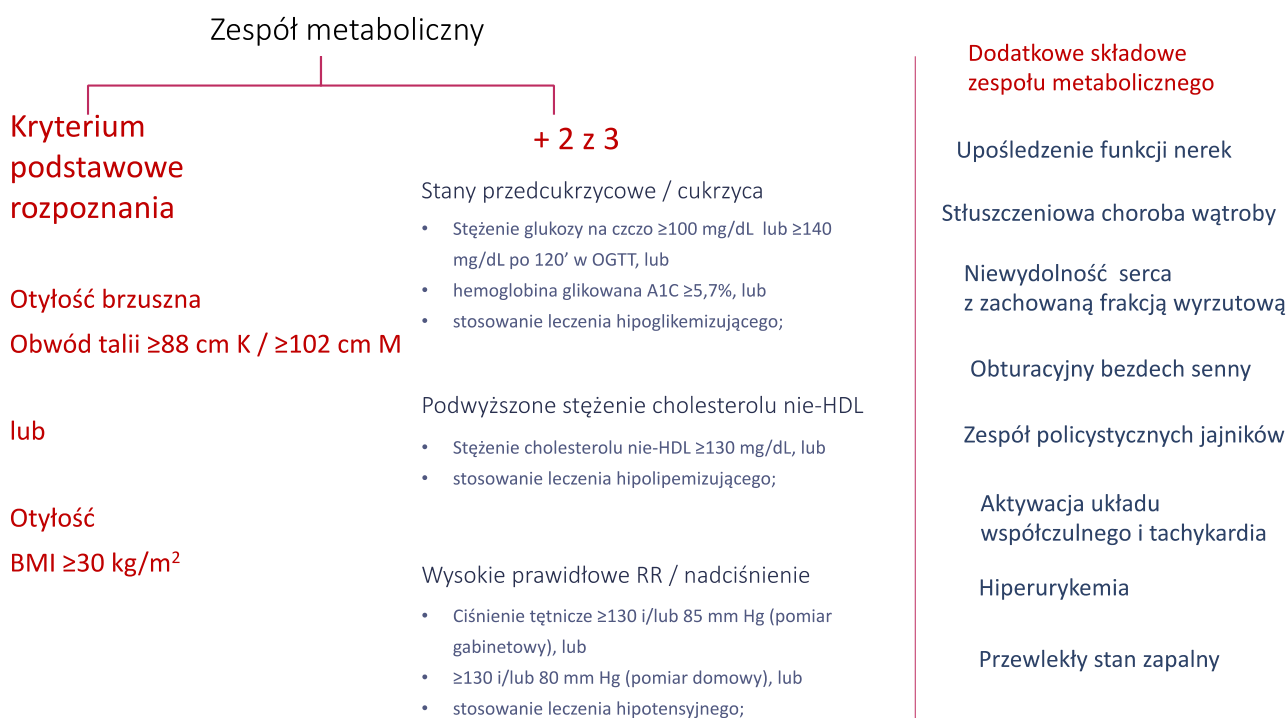 Zespół metaboliczny
Kryterium
podstawowe
rozpoznania
Otyłość brzuszna
Obwód talii ≥88 cm K / ≥102 cm M
lub
Otyłość
BMI ≥30 kg/m²
+ 2 z 3
Stany przedcukrzycowe / cukrzyca
• Stężenie glukozy na czczo ≥100 mg/dL lub ≥140
mg/dL po 120’ w OGTT, lub
• hemoglobina glikowana A1C ≥5,7%, lub
• stosowanie leczenia hipoglikemizującego;
Podwyższone stężenie cholesterolu nie-HDL
• Stężenie cholesterolu nie-HDL ≥130 mg/dL, lub
• stosowanie leczenia hipolipemizującego;
Wysokie prawidłowe RR / nadciśnienie
• Ciśnienie tętnicze ≥130 i/lub 85 mm Hg (pomiar
gabinetowy), lub
• ≥130 i/lub 80 mm Hg (pomiar domowy), lub
• stosowanie leczenia hipotensyjnego;
Dodatkowe składowe
zespołu metabolicznego
Upośledzenie funkcji nerek
Stłuszczeniowa choroba wątroby
Niewydolność serca
z zachowaną frakcją wyrzutową
Obturacyjny bezdech senny
Zespół policystycznych jajników
Aktywacja układu
współczulnego i tachykardia
Hiperurykemia
Przewlekły stan zapalny